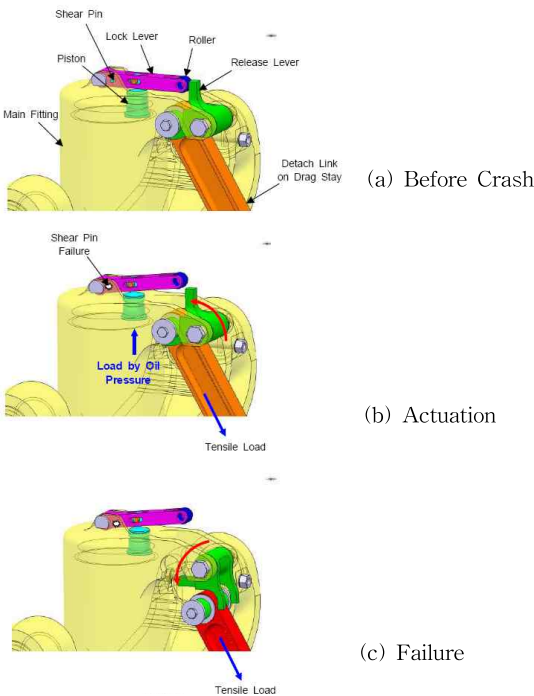 Shear Pin
Lock Lever
Roller
Piston
Release Lever
Main Fitting
Detach Link
on Drag Stay
(a) Before Crash
Shear Pin
Failure
Load by Oil
Pressure
(b) Actuation
Tensile Load
(c) Failure
Tensile Load